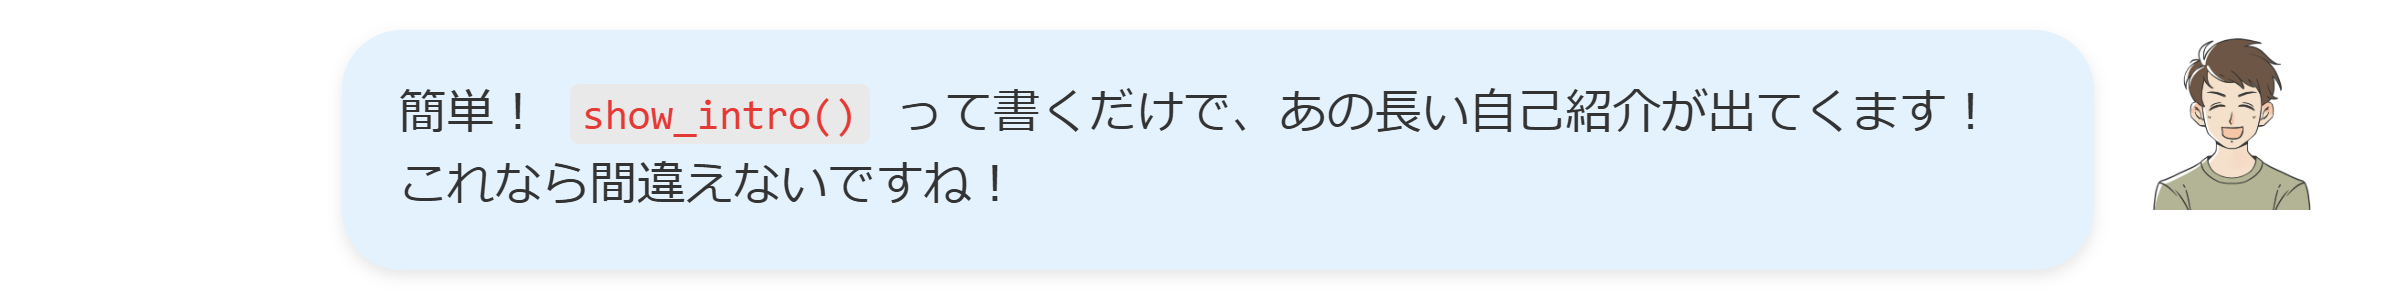 簡単！ show_intro() って書くだけで、あの長い自己紹介が出てくます！
これなら間違えないですね！